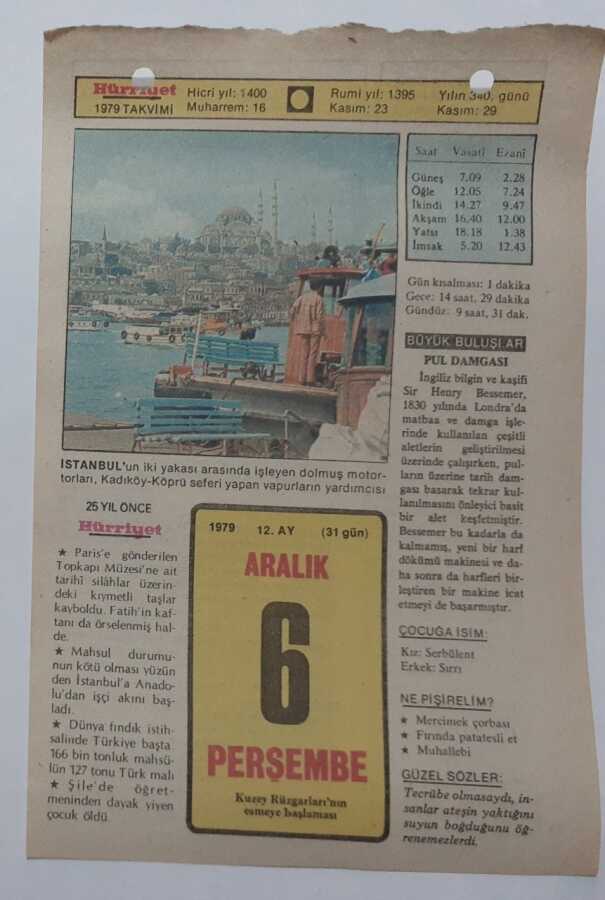 Hürriyet
1979 TAKVİMİ
Hicri yıl: 1400
Muharrem: 16
Rumi yıl: 1395
Kasım: 23
Yılın 340. günü
Kasım: 29
Saat Vasatî Ezanî
Güneş 7.09 2.28
Öğle 12.05 7.24
İkindi 14.27 9.47
Akşam 16.40 12.00
Yatsı 18.18 1.38
İmsak 5.20 12.43
Gün kısalması: 1 dakika
Gece: 14 saat, 29 dakika
Gündüz: 9 saat, 31 dak.
İSTANBUL'un iki yakası arasında işleyen dolmuş motor-
torları, Kadıköy-Köprü seferi yapan vapurların yardımcısı
25 YIL ÖNCE
Hürriyet
★ Paris'e gönderilen
Topkapı Müzesi'ne ait
tarihî silâhlar üzerin-
deki kıymetli taşlar
kayboldu. Fatih'in kaf-
tanı da örselenmiş hal-
de.
★ Mahsul durumu-
nun kötü olması yüzün
den İstanbul'a Anado-
lu'dan işçi akını baş-
ladı.
★ Dünya fındık istih-
salinde Türkiye başta
166 bin tonluk mahsü-
lün 127 tonu Türk malı
★ Şile'de öğret-
meninden dayak yiyen
çocuk öldü.
1979 12. AY (31 gün)
ARALIK
6
PERŞEMBE
Kuzey Rüzgarları'nın
esmeye başlaması
BÜYÜK BULUŞLAR
PUL DAMGASI
İngiliz bilgin ve kaşifi
Sir Henry Bessemer,
1830 yılında Londra'da
matbaa ve damga işle-
rinde kullanılan çeşitli
aletlerin geliştirilmesi
üzerinde çalışırken, pul-
ların üzerine tarih dam-
gası basarak tekrar kul-
lanılmasını önleyici basit
bir alet keşfetmiştir.
Bessemer bu kadarla da
kalmamış, yeni bir harf
dökümü makinesi ve da-
ha sonra da harfleri bir-
leştiren bir makine icat
etmeyi de başarmıştır.
ÇOCUĞA İSİM:
Kız: Serbülent
Erkek: Sırrı
NE PİŞİRELİM?
★ Mercimek çorbası
★ Fırında patatesli et
★ Muhallebi
GÜZEL SÖZLER:
Tecrübe olmasaydı, in-
sanlar ateşin yaktığını
suyun boğduğunu öğ-
renemezlerdi.